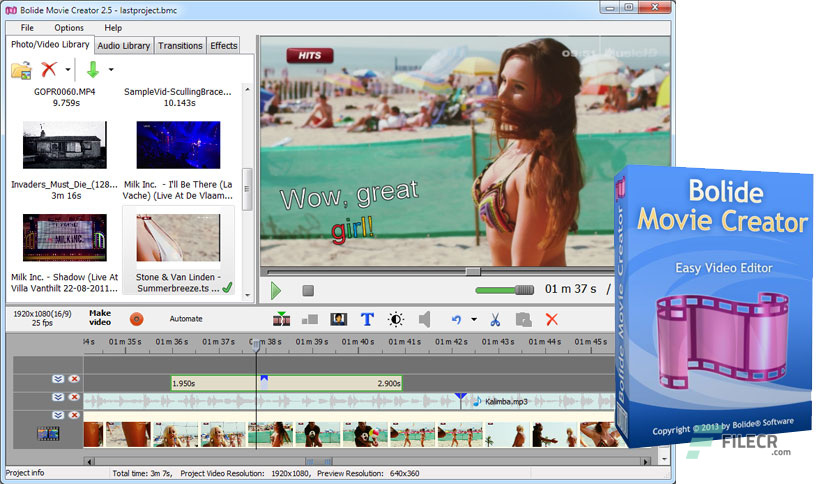 Bolide Movie Creator 2.5 - lastproject.bmc
File Options Help
Photo/Video Library Audio Library Transitions Effects
GOPR0060.MP4
9.759s
SampleVid-ScullingBrace...
10.143s
Invaders_Must_Die_(128...
3m 16s
Milk Inc. - I'll Be There (La
Vache) (Live At De Vlaam...
MILK INC.
Milk Inc. - Shadow (Live At
Villa Vanthilt 22-08-2011...
Stone & Van Linden -
Summerbreeze.ts ...
HITS
Wow, great
girl!
01 m 37 s /
1920x1080(16/9)
25 fps
Make
video
Automate
T
34 s 01 m 35 s 01 m 36 s 01 m 37 s 01 m 38 s 01 m 39 s 01 m 40 s 01 m 41 s 01 m 42 s 01 m 43 s 01 m 44 s 01 m 45 s
1.950s 2.900s
Kalimba.mp3
Project info Total time: 3m 7s, Project Video Resolution: 1920x1080, Preview Resolution: 640x360
Bolide
Movie Creator
Easy Video Editor
Bolide Movie Creator
Copyright © 2013 by Bolide® Software
FILECR
.com